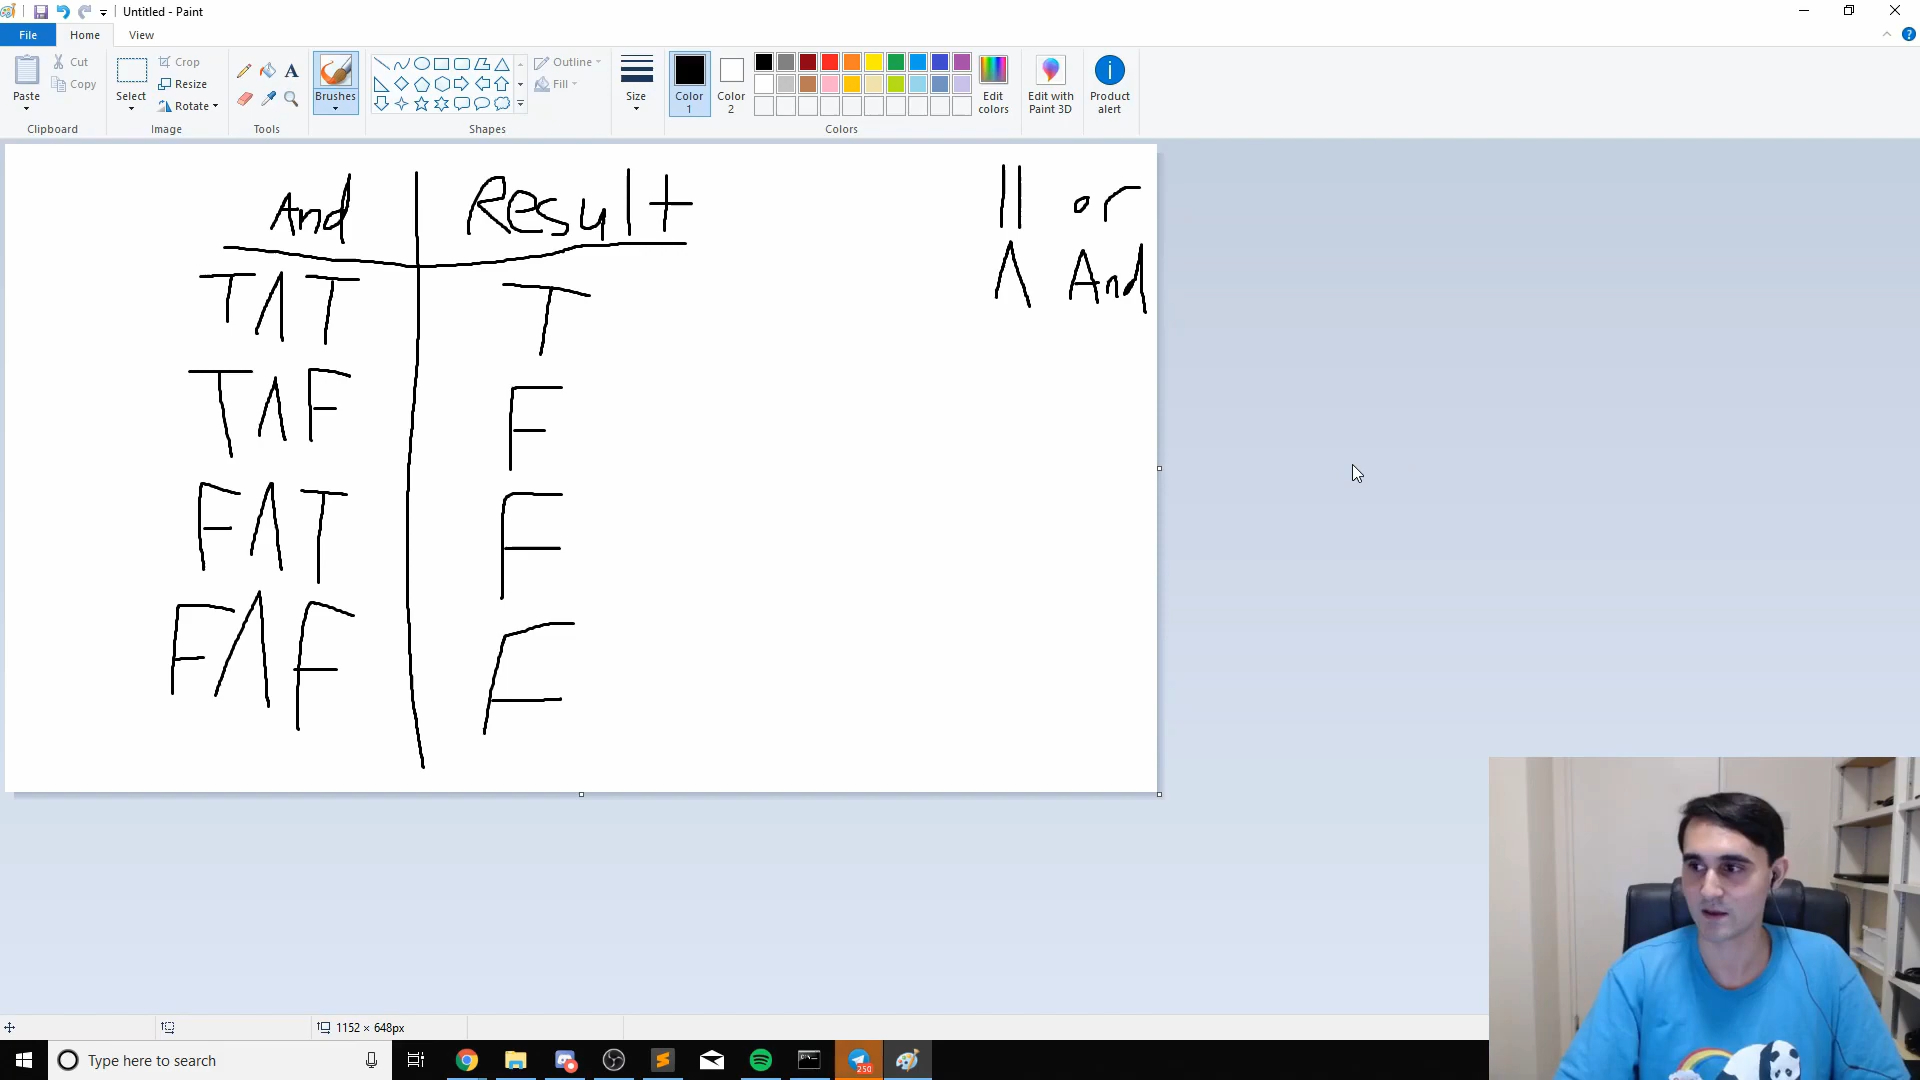 Untitled - Paint
File Home View
Paste
Cut
Copy
Clipboard
Select
Crop
Resize
Rotate
Image
Tools
Brushes
Outline
Fill
Shapes
Size
Color 1
Color 2
Edit colors
Colors
Edit with Paint 3D
Product alert
And Result
T Λ T T
T Λ F F
F Λ T F
F Λ F F
|| or
Λ And
1152 × 648px
Type here to search
250